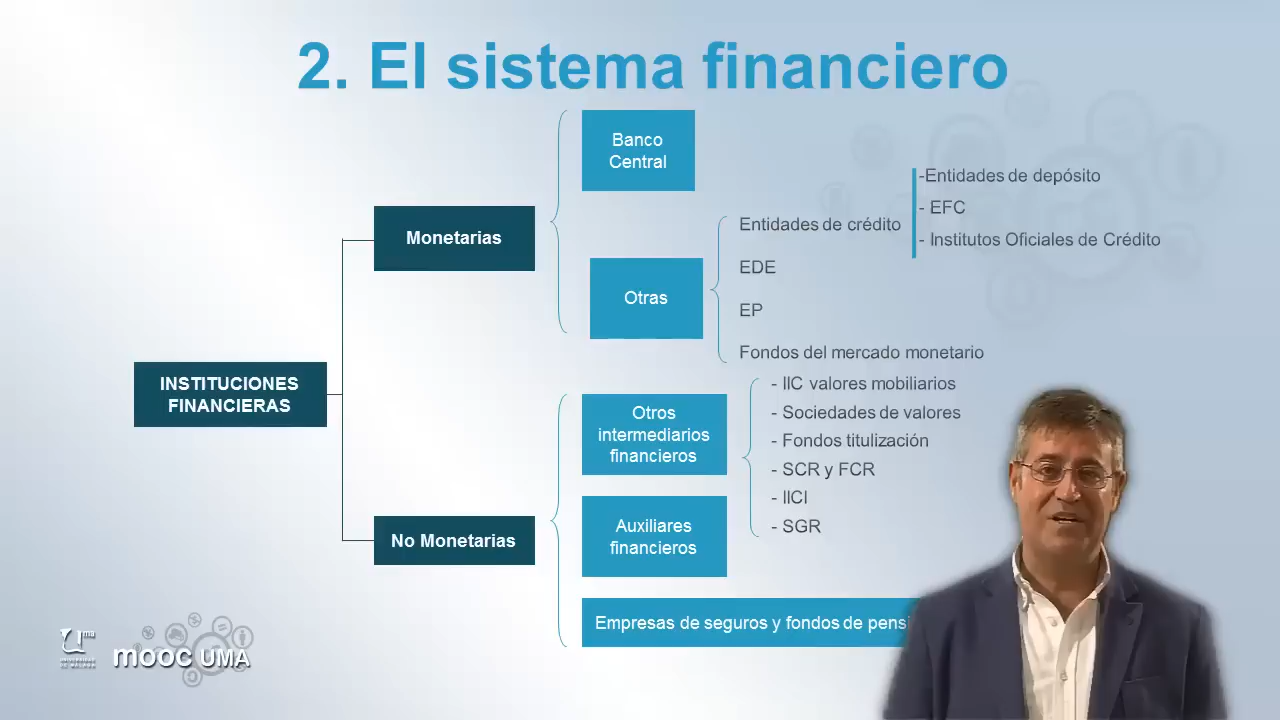 2. El sistema financiero
Banco
Central
-Entidades de depósito
- EFC
- Institutos Oficiales de Crédito
Monetarias
Entidades de crédito
EDE
Otras
EP
Fondos del mercado monetario
INSTITUCIONES
FINANCIERAS
- IIC valores mobiliarios
Otros
intermediarios
financieros
- Sociedades de valores
- Fondos titulización
- SCR y FCR
- IICI
- SGR
No Monetarias
Auxiliares
financieros
Empresas de seguros y fondos de
uma
mooc UMA